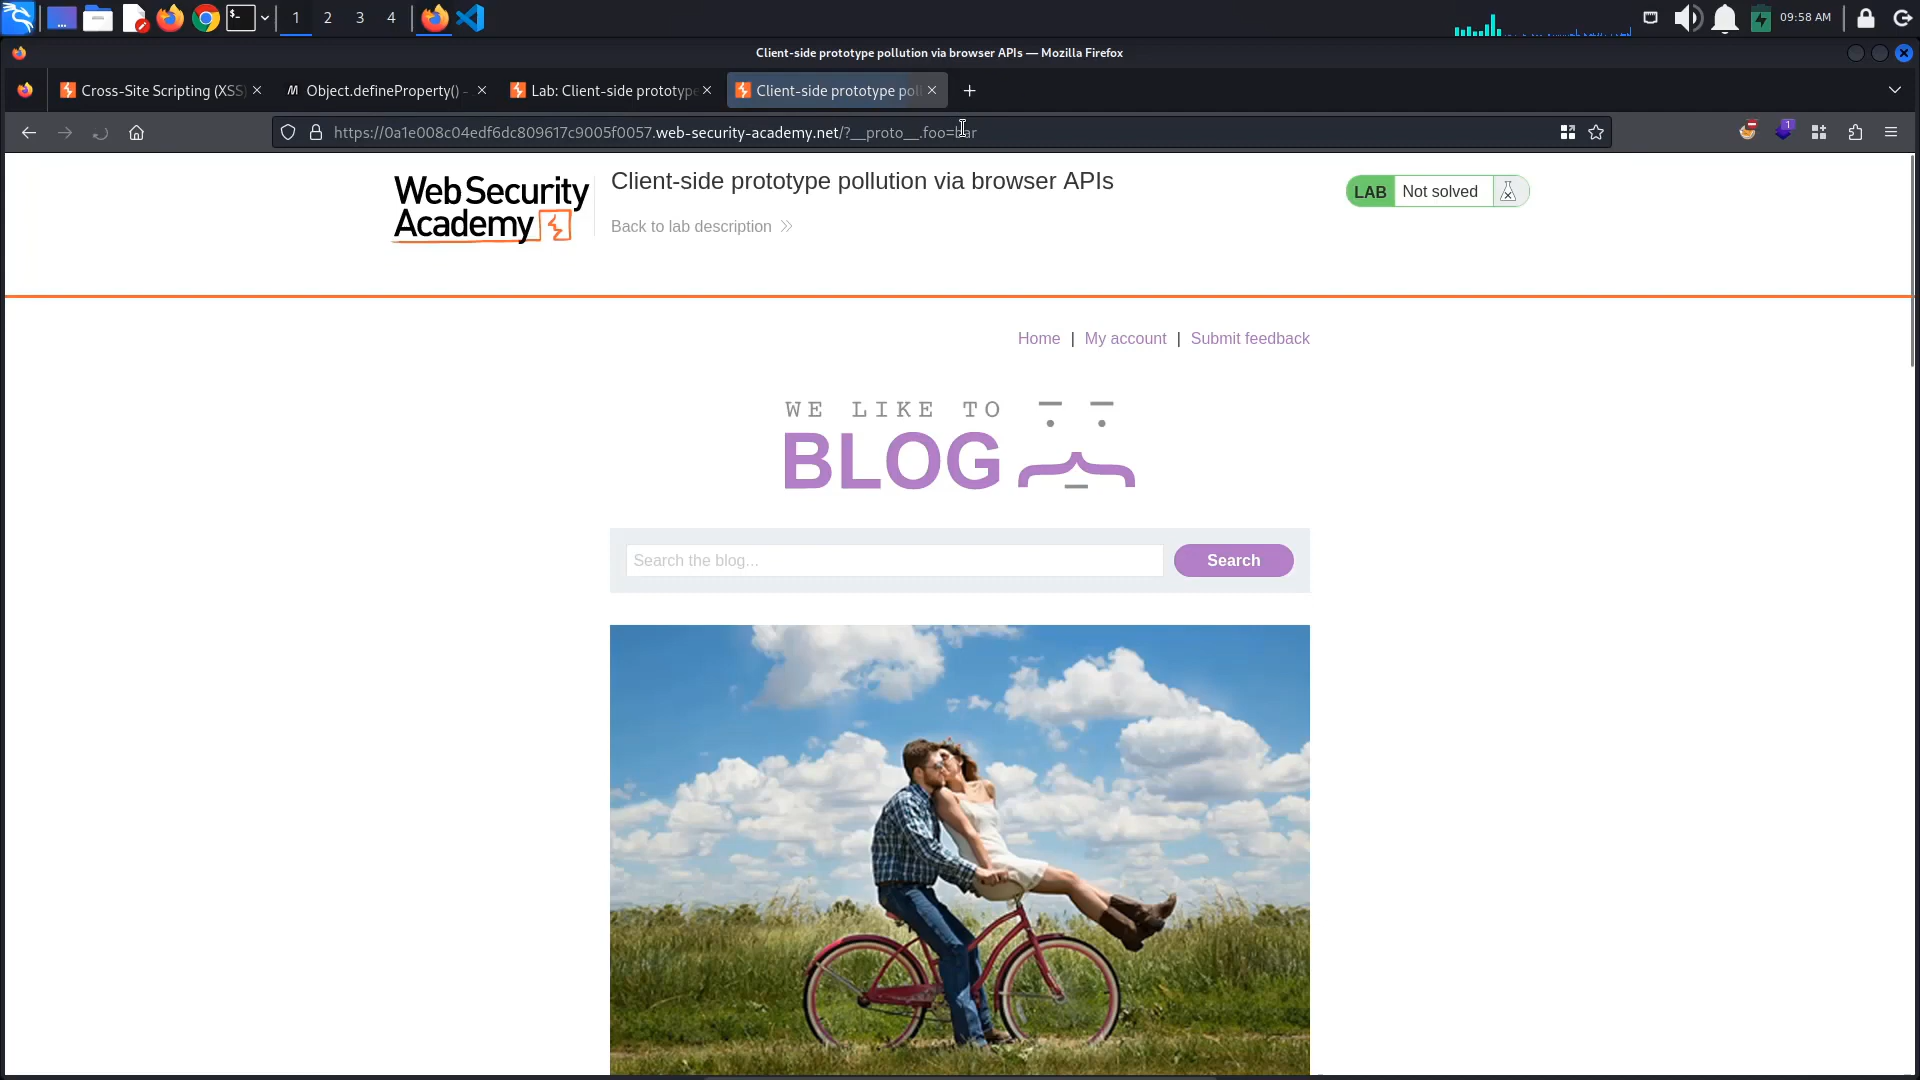 1 2 3 4
09:58 AM
Client-side prototype pollution via browser APIs — Mozilla Firefox
Cross-Site Scripting (XSS)
Object.defineProperty() -
Lab: Client-side prototype
Client-side prototype pol
https://0a1e008c04edf6dc809617c9005f0057.web-security-academy.net/?__proto__.foo=bar
1
WebSecurity
Academy
Client-side prototype pollution via browser APIs
Back to lab description
LAB Not solved
Home | My account | Submit feedback
WE LIKE TO
BLOG
Search the blog...
Search